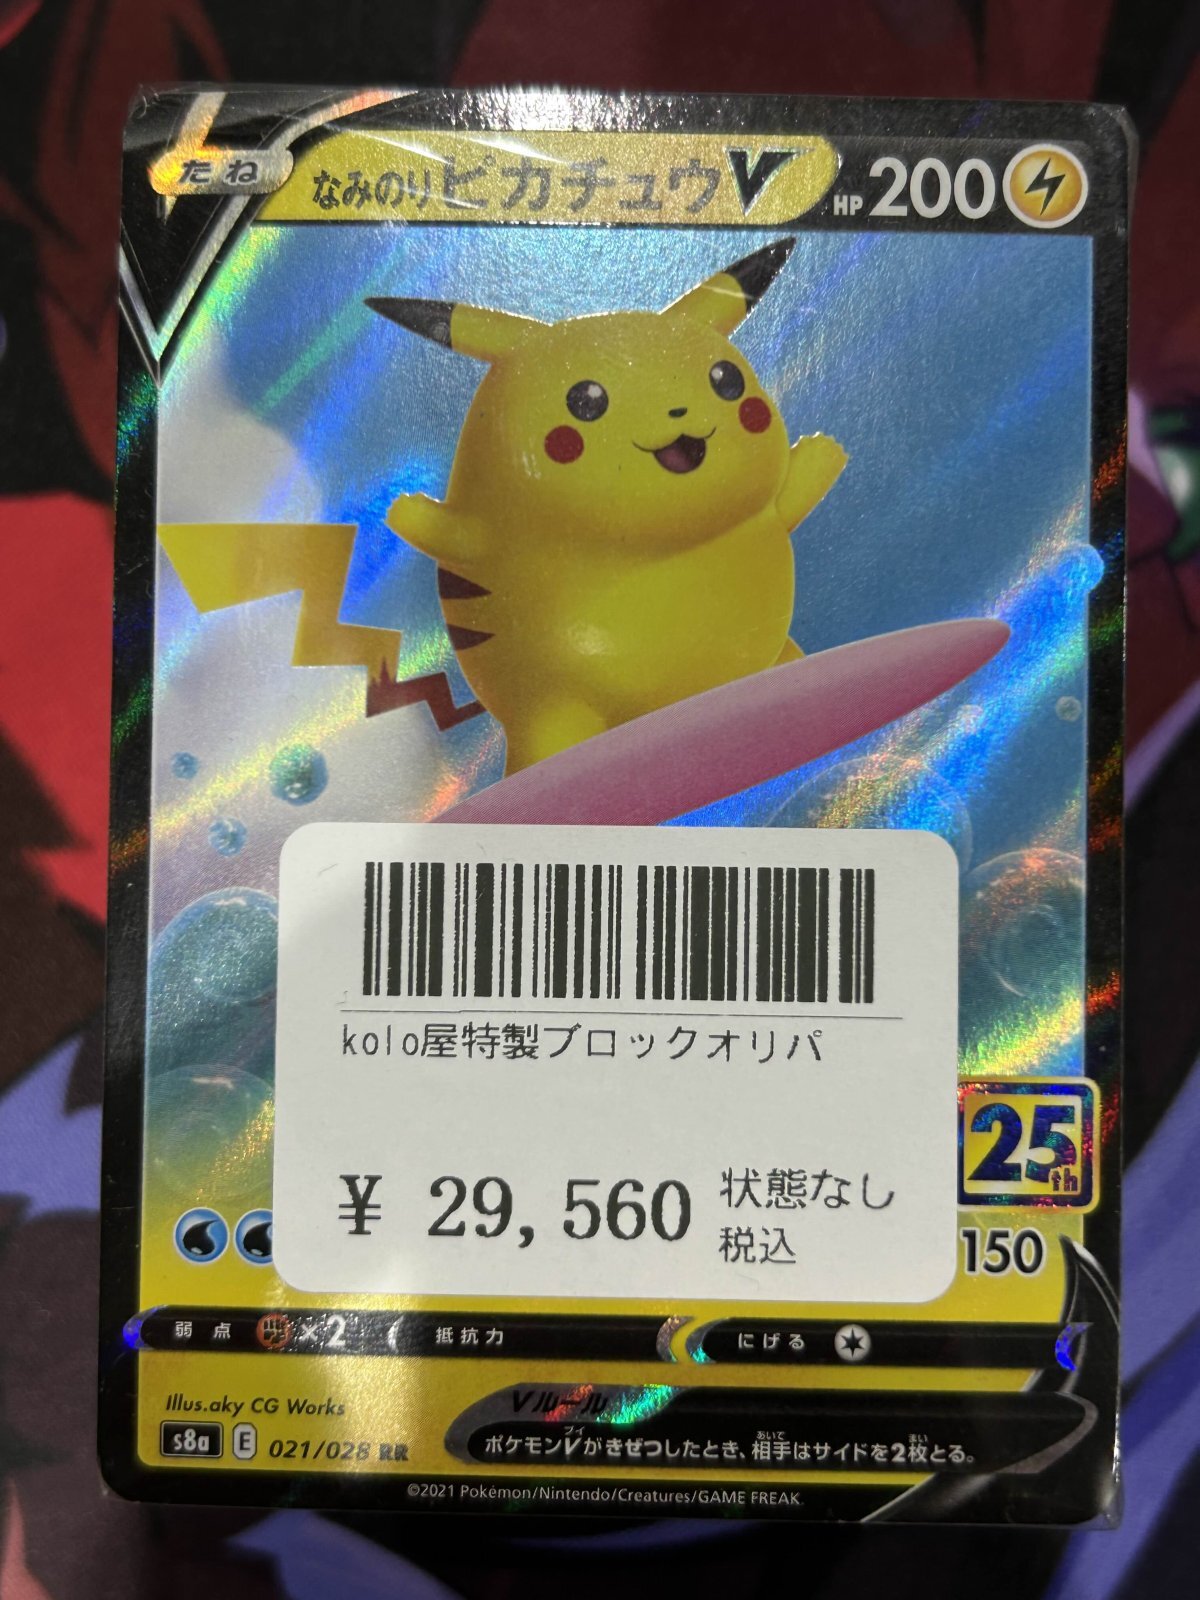 たね
なみのりピカチュウV
HP 200
kolo屋特製ブロックオリパ
¥ 29,560
状態なし
税込
25th
150
弱点 ×2 抵抗力 にげる
Illus.aky CG Works
Vルール
s8a E 021/028 RR
ポケモンVがきぜつしたとき、相手はサイドを2枚とる。
©2021 Pokémon/Nintendo/Creatures/GAME FREAK.